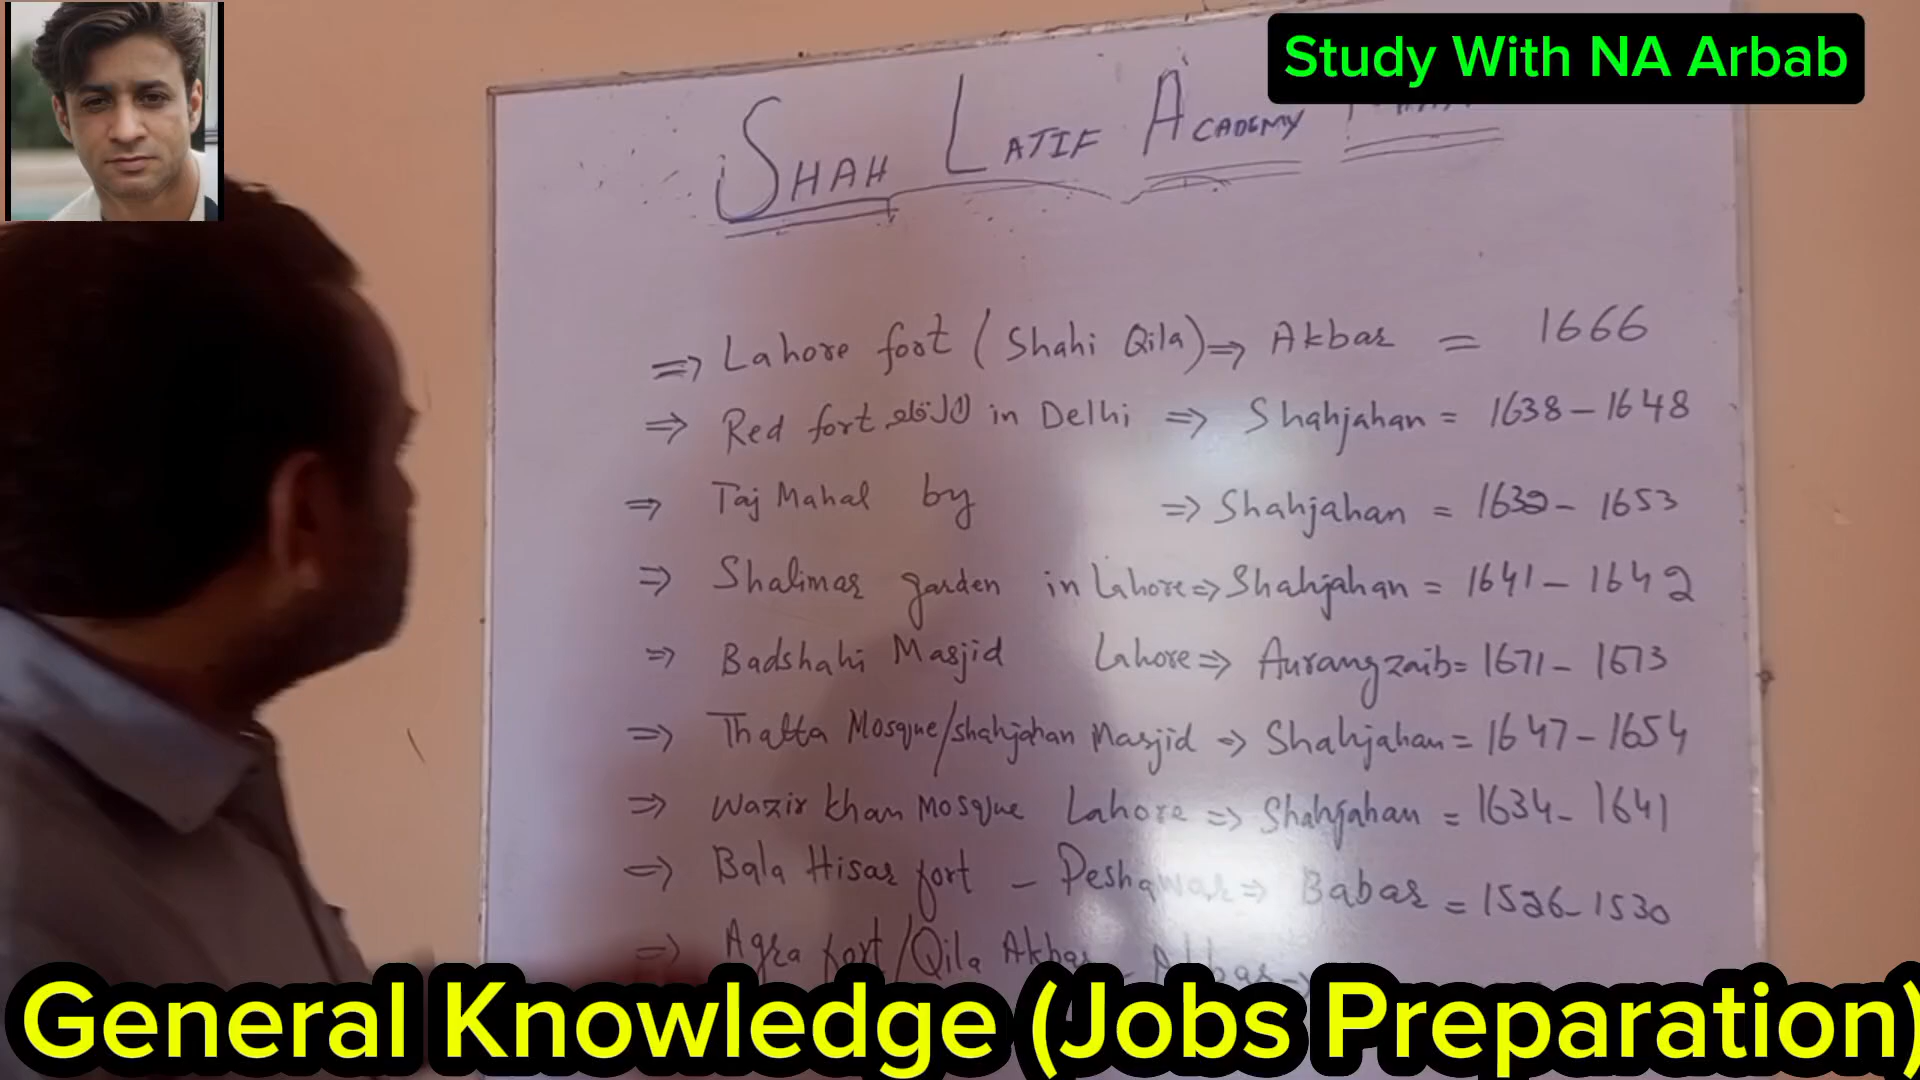 Study With NA Arbab
SHAH LATIF ACADEMY
⇒ Lahore fort (Shahi Qila) ⇒ Akbar = 1666
⇒ Red fort لال قلعہ in Delhi ⇒ Shahjahan = 1638 – 1648
⇒ Taj Mahal by ⇒ Shahjahan = 1632 – 1653
⇒ Shalimar garden in Lahore ⇒ Shahjahan = 1641 – 1642
⇒ Badshahi Masjid Lahore ⇒ Aurangzaib = 1671 – 1673
⇒ Thatta Mosque/shahjahan Masjid ⇒ Shahjahan = 1647 – 1654
⇒ Wazir khan Mosque Lahore ⇒ Shahjahan = 1634 – 1641
⇒ Bala Hisar fort – Peshawar ⇒ Babar = 1526 – 1530
⇒ Agra fort/Qila Akbar – Akbar ⇒
General Knowledge (Jobs Preparation)